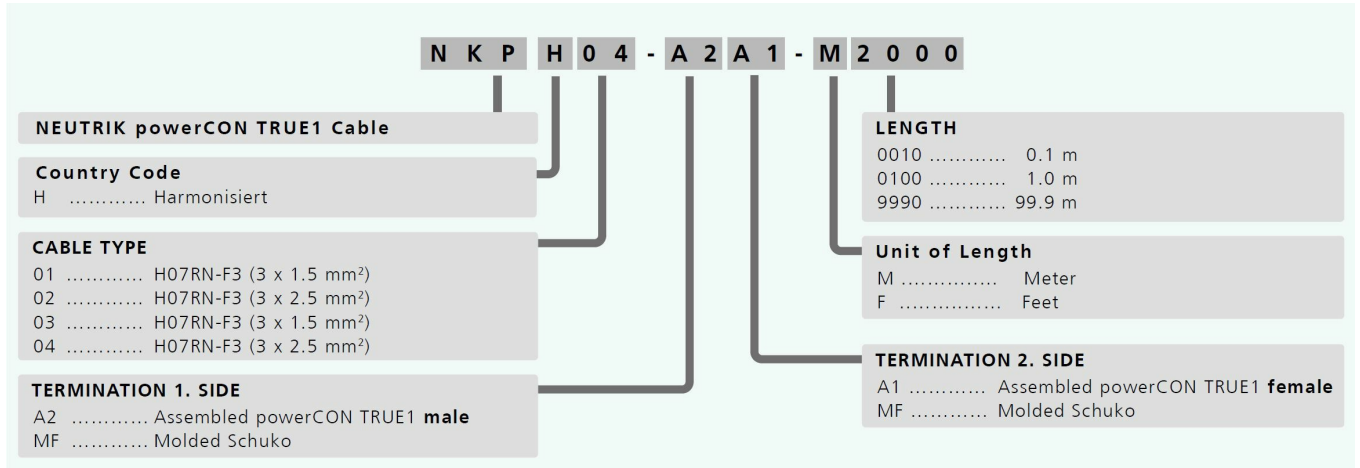 N K P H 0 4 - A 2 A 1 - M 2 0 0 0
NEUTRIK powerCON TRUE1 Cable
Country Code
H ............ Harmonisiert
CABLE TYPE
01 ............ H07RN-F3 (3 x 1.5 mm²)
02 ............ H07RN-F3 (3 x 2.5 mm²)
03 ............ H07RN-F3 (3 x 1.5 mm²)
04 ............ H07RN-F3 (3 x 2.5 mm²)
TERMINATION 1. SIDE
A2 ............ Assembled powerCON TRUE1 male
MF ............ Molded Schuko
LENGTH
0010 ............ 0.1 m
0100 ............ 1.0 m
9990 ............ 99.9 m
Unit of Length
M ............... Meter
F ................ Feet
TERMINATION 2. SIDE
A1 ............ Assembled powerCON TRUE1 female
MF ............ Molded Schuko